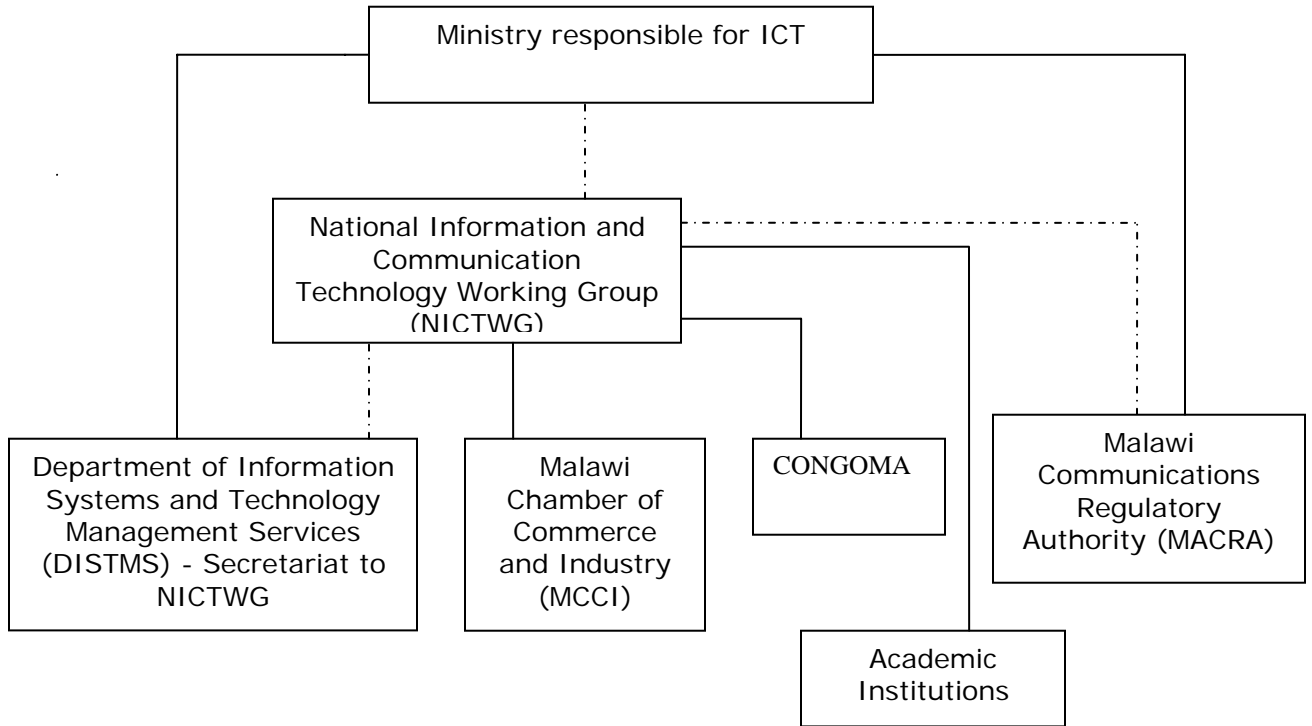 Ministry responsible for ICT
National Information and
Communication
Technology Working Group
(NICTWG)
Department of Information
Systems and Technology
Management Services
(DISTMS) - Secretariat to
NICTWG
Malawi
Chamber of
Commerce
and Industry
(MCCI)
CONGOMA
Malawi
Communications
Regulatory
Authority (MACRA)
Academic
Institutions